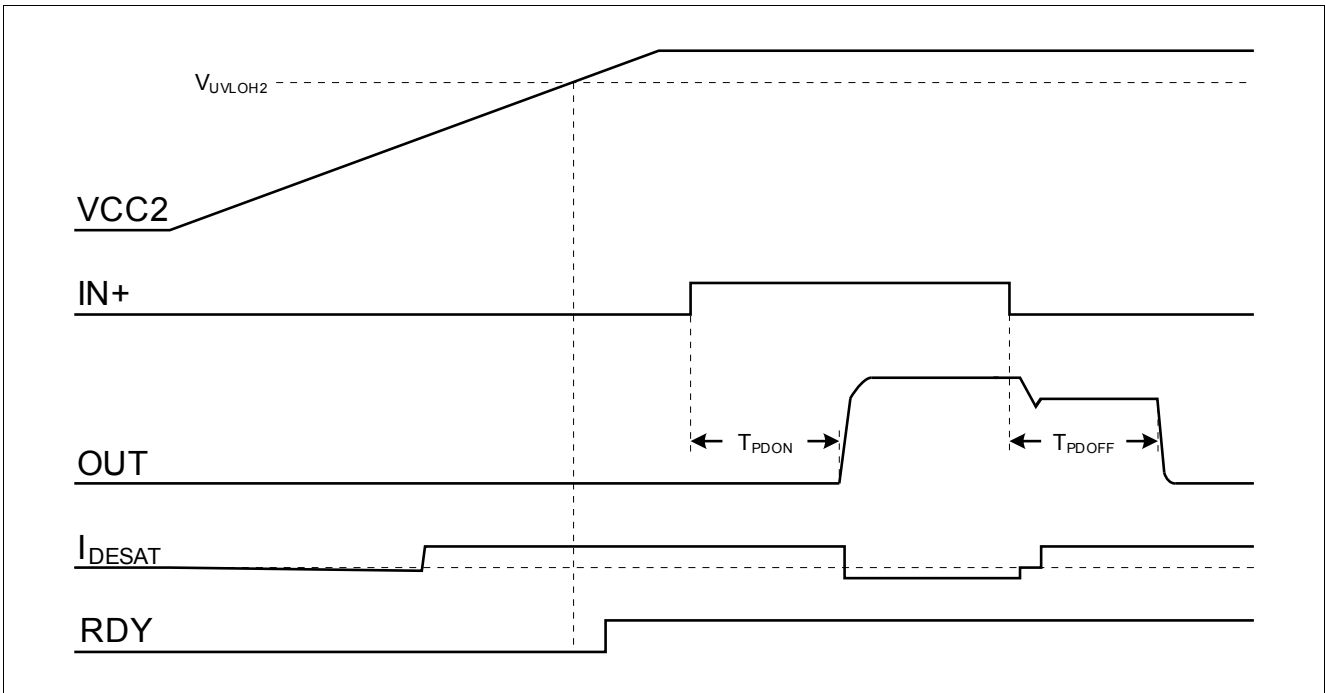 VUVLOH2
VCC2
IN+
TPDON
TPDOFF
OUT
IDESAT
RDY